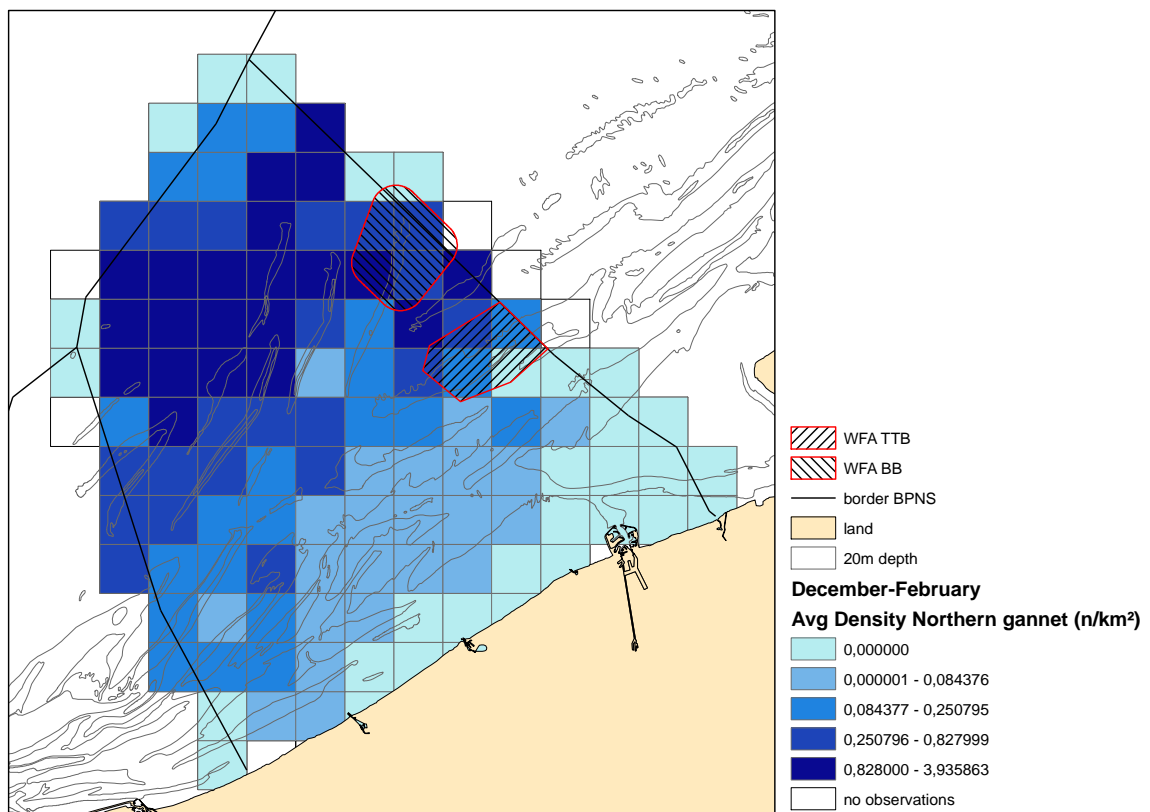 WFA TTB
WFA BB
border BPNS
land
20m depth
December-February
Avg Density Northern gannet (n/km²)
0,000000
0,000001 - 0,084376
0,084377 - 0,250795
0,250796 - 0,827999
0,828000 - 3,935863
no observations